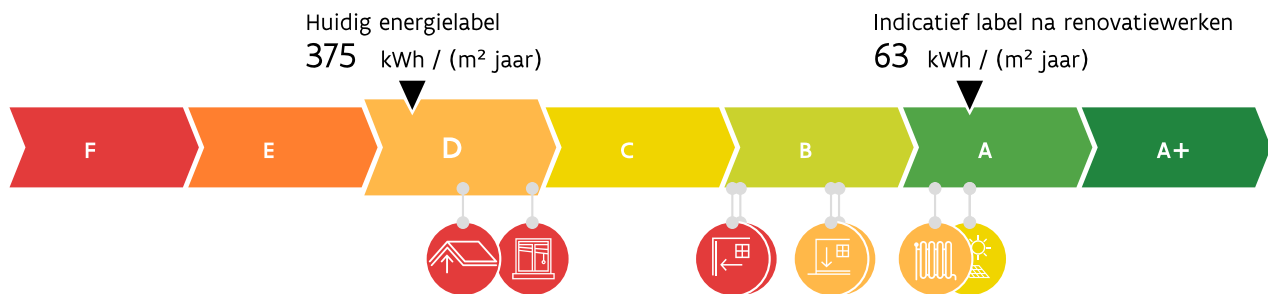 Huidig energielabel
375 kWh / (m² jaar)
Indicatief label na renovatiewerken
63 kWh / (m² jaar)
F E D C B A A+